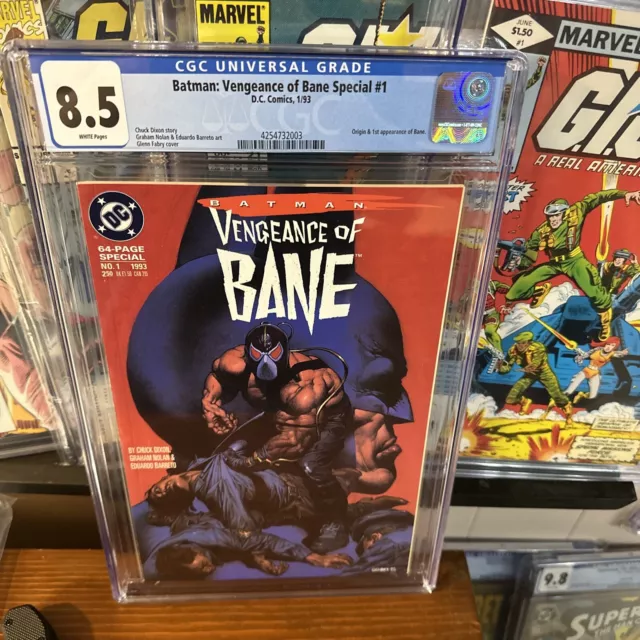 MARVEL
CGC UNIVERSAL GRADE
8.5
WHITE Pages
Batman: Vengeance of Bane Special #1
D.C. Comics, 1/93
Chuck Dixon story
Graham Nolan & Eduardo Barreto art
Glenn Fabry cover
Origin & 1st appearance of Bane.
4254732003
DC
64-PAGE
SPECIAL
NO. 1 1993
BATMAN
VENGEANCE OF
BANE
BY CHUCK DIXON,
GRAHAM NOLAN &
EDUARDO BARRETO
JUNE
$1.50
#1
MARVEL
G.I.
A REAL AMERI
9.8
SUPER